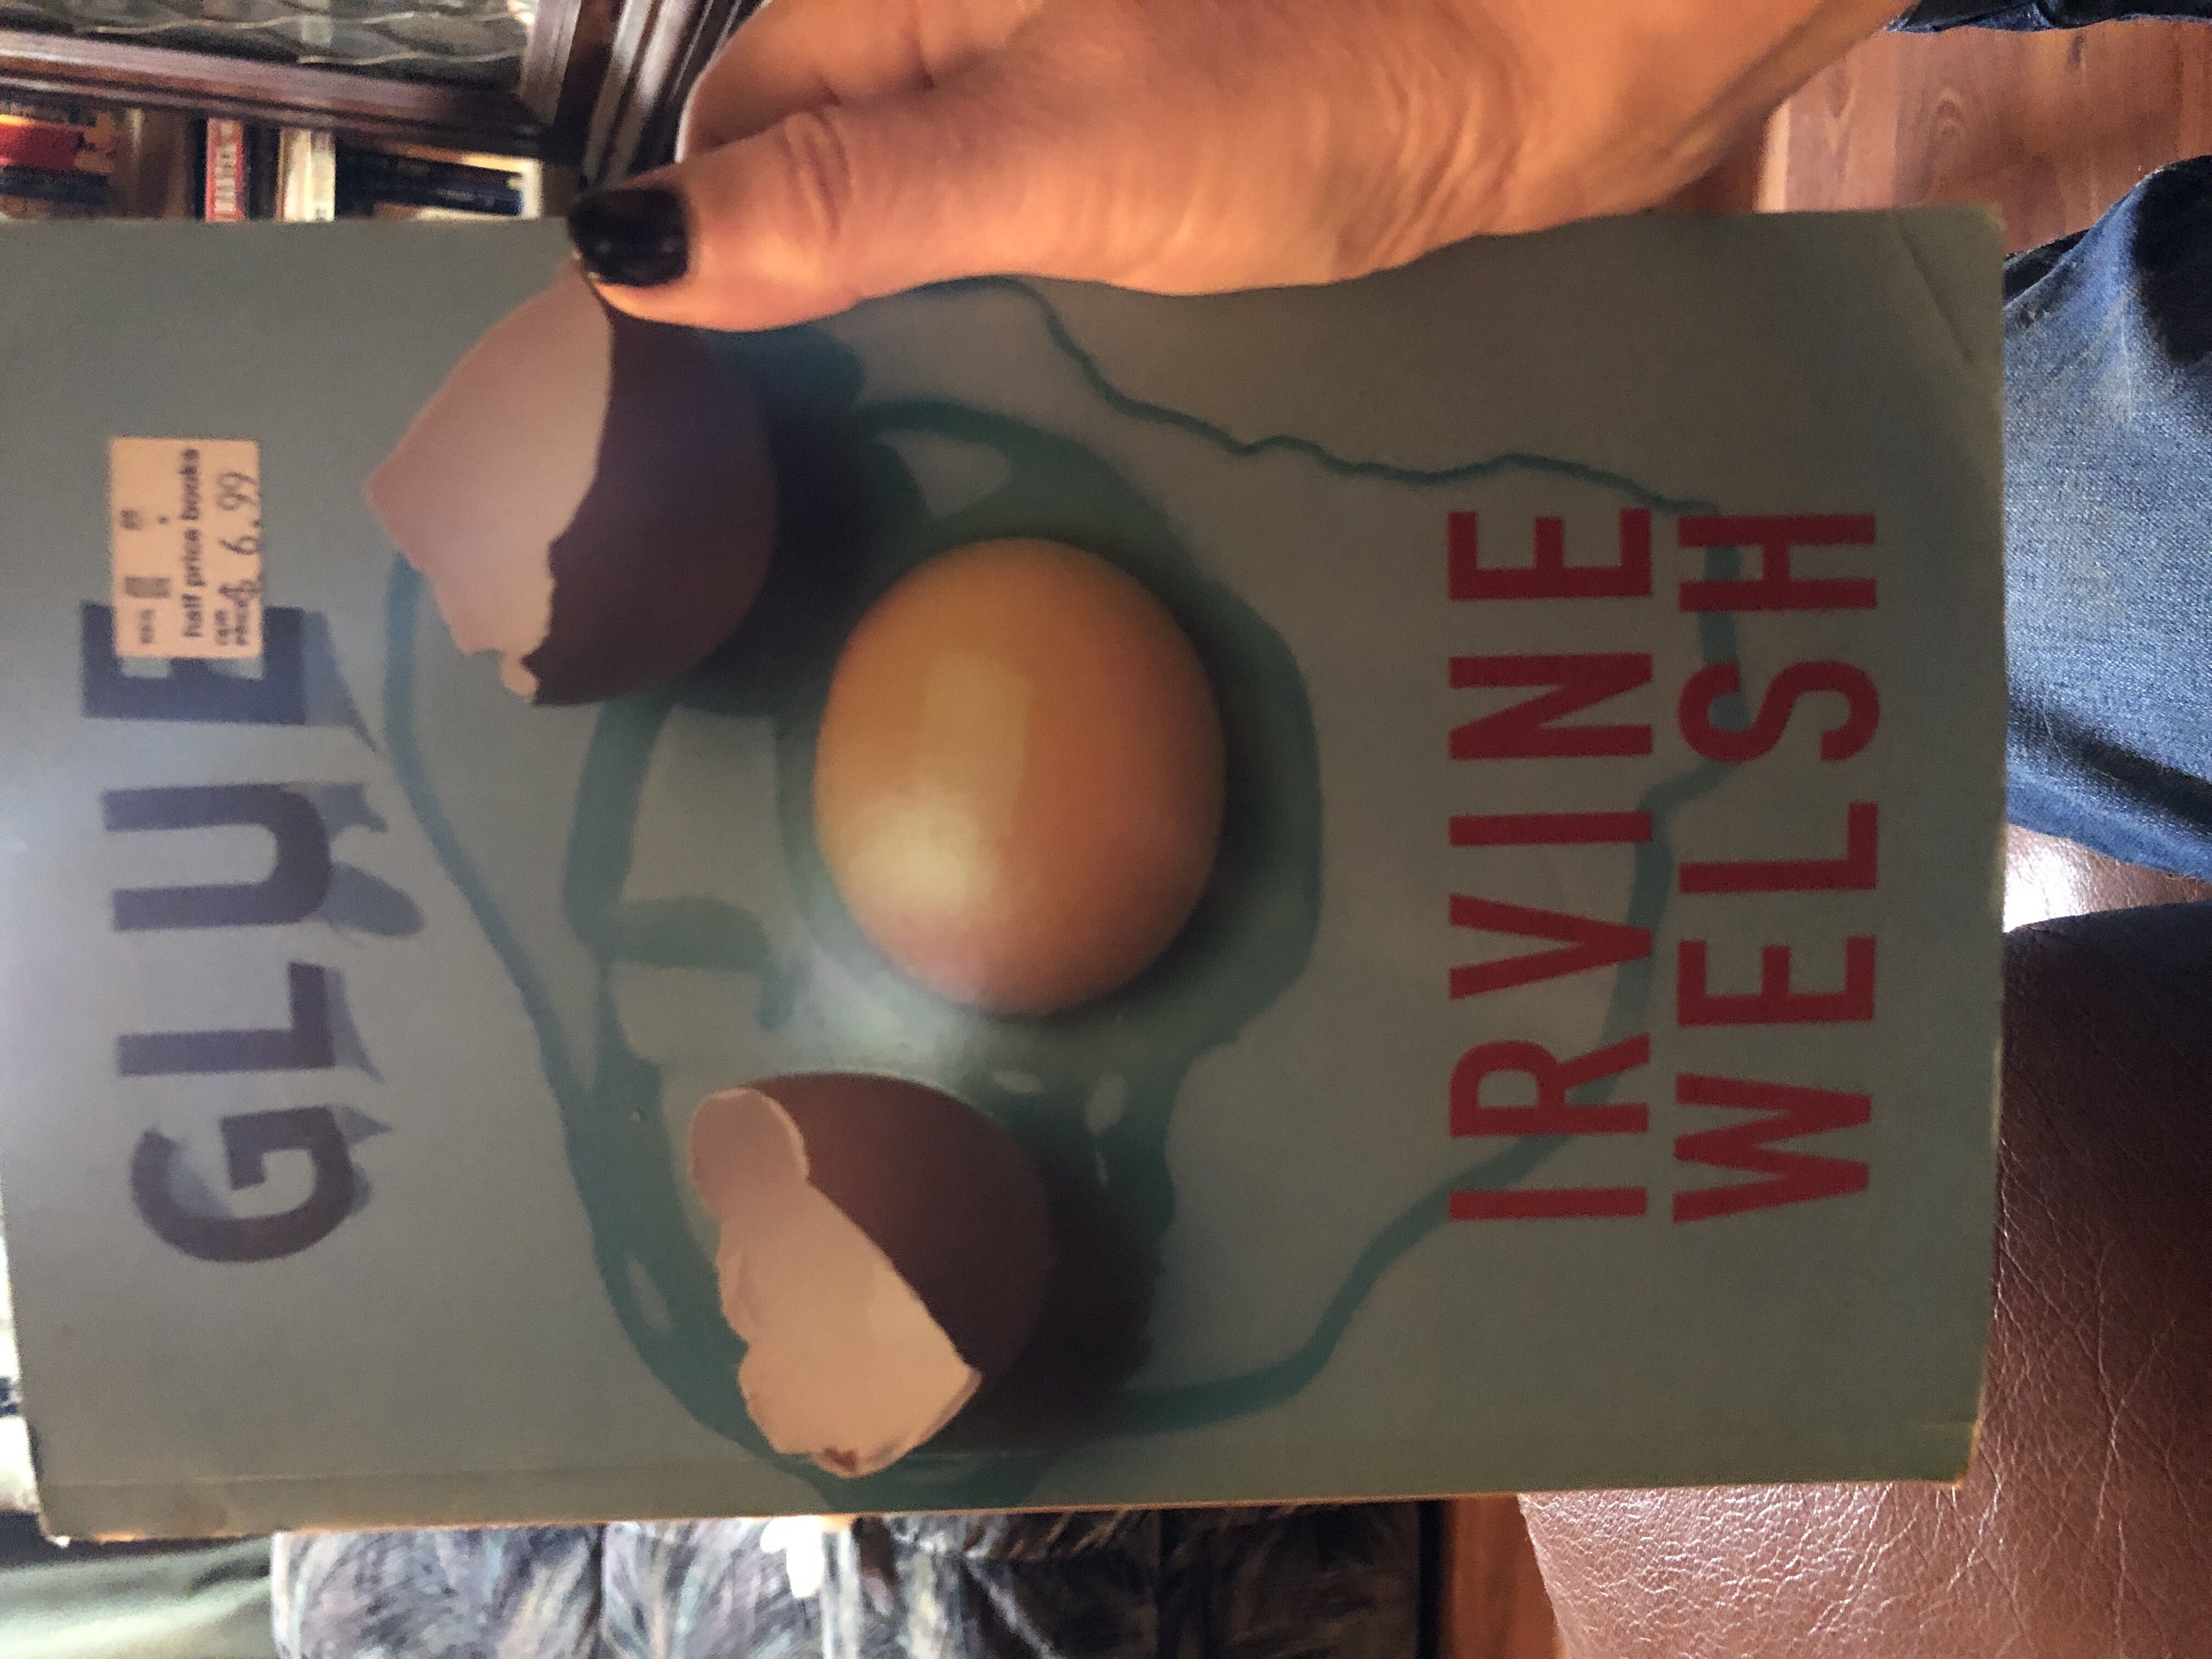 GLUE
half price books
6.99
IRVINE
WELSH